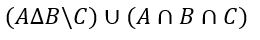 (AΔB\C) ∪ (A ∩ B ∩ C)